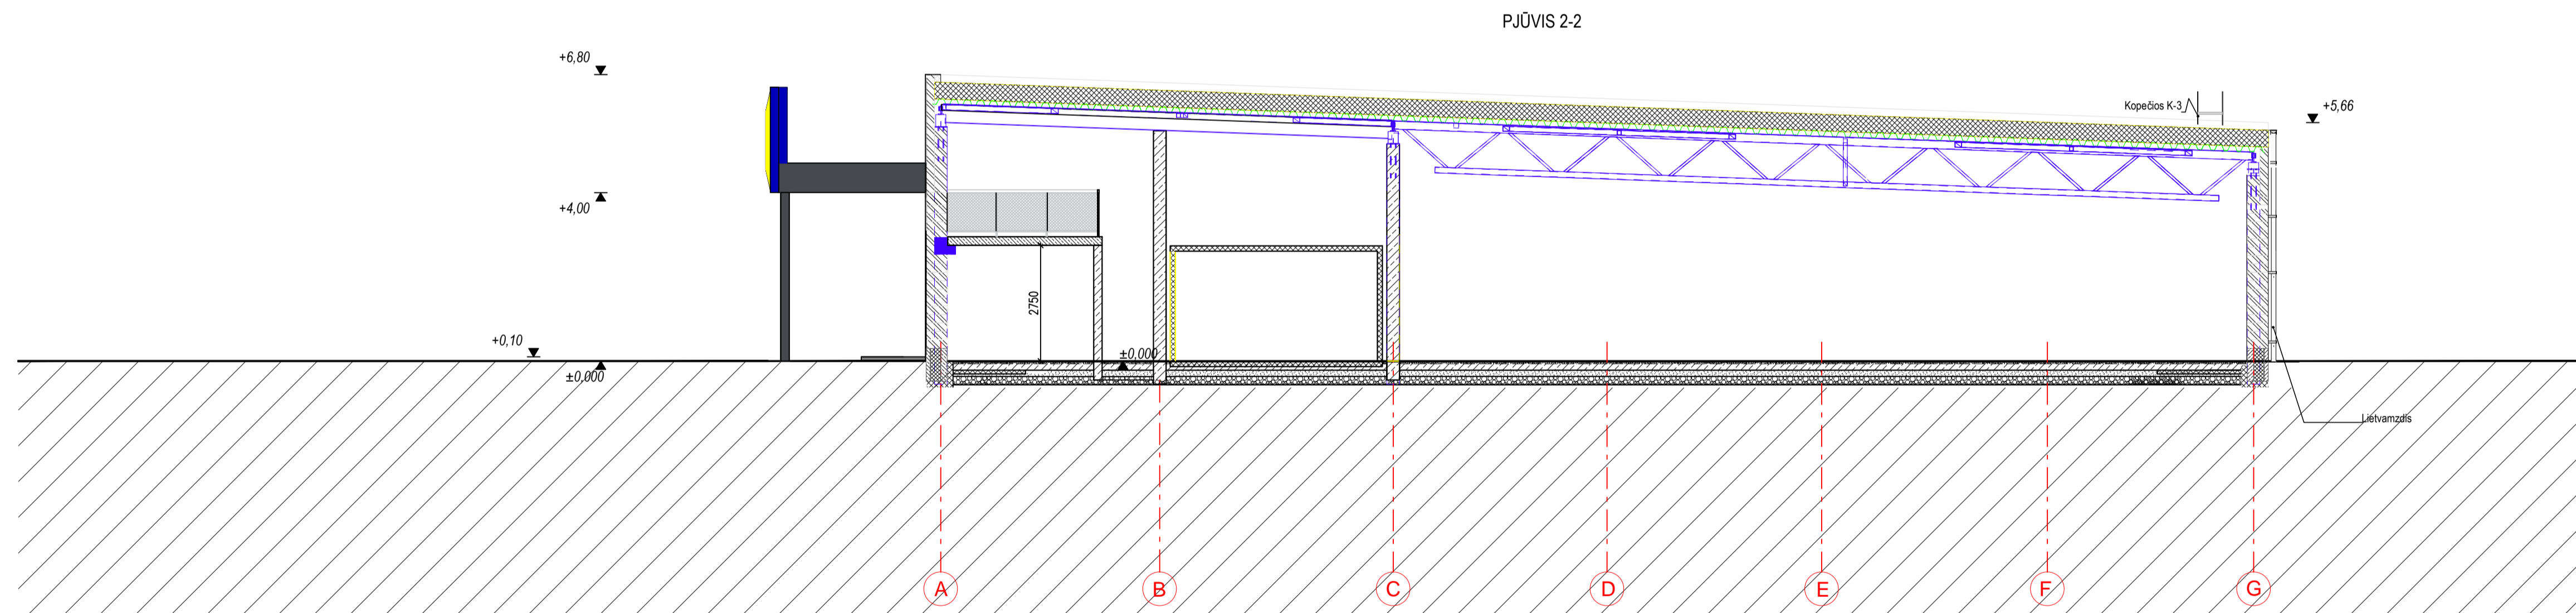 PJŪVIS 2-2
+6,80
Kopečios K-3
+5,66
+4,00
2750
+0,10
±0,000
±0,000
Lietvamzdis
A B C D E F G